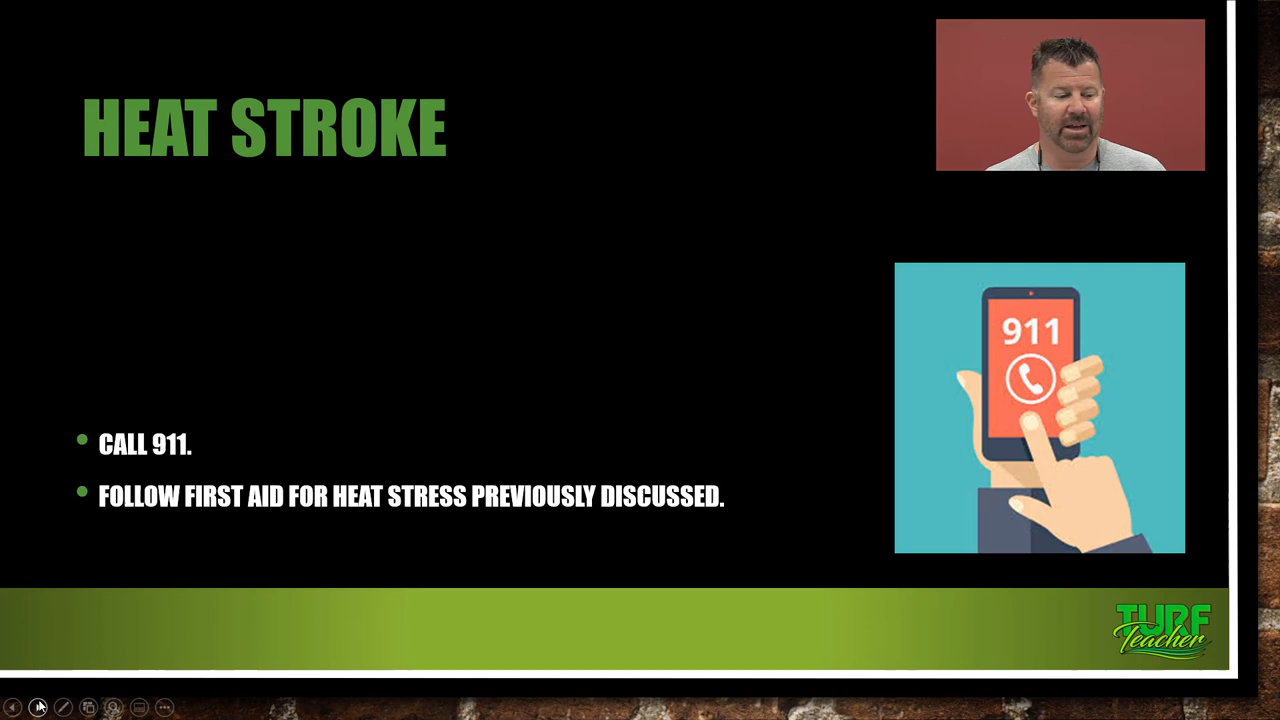 HEAT STROKE
911
• CALL 911.
• FOLLOW FIRST AID FOR HEAT STRESS PREVIOUSLY DISCUSSED.
TURF
Teacher